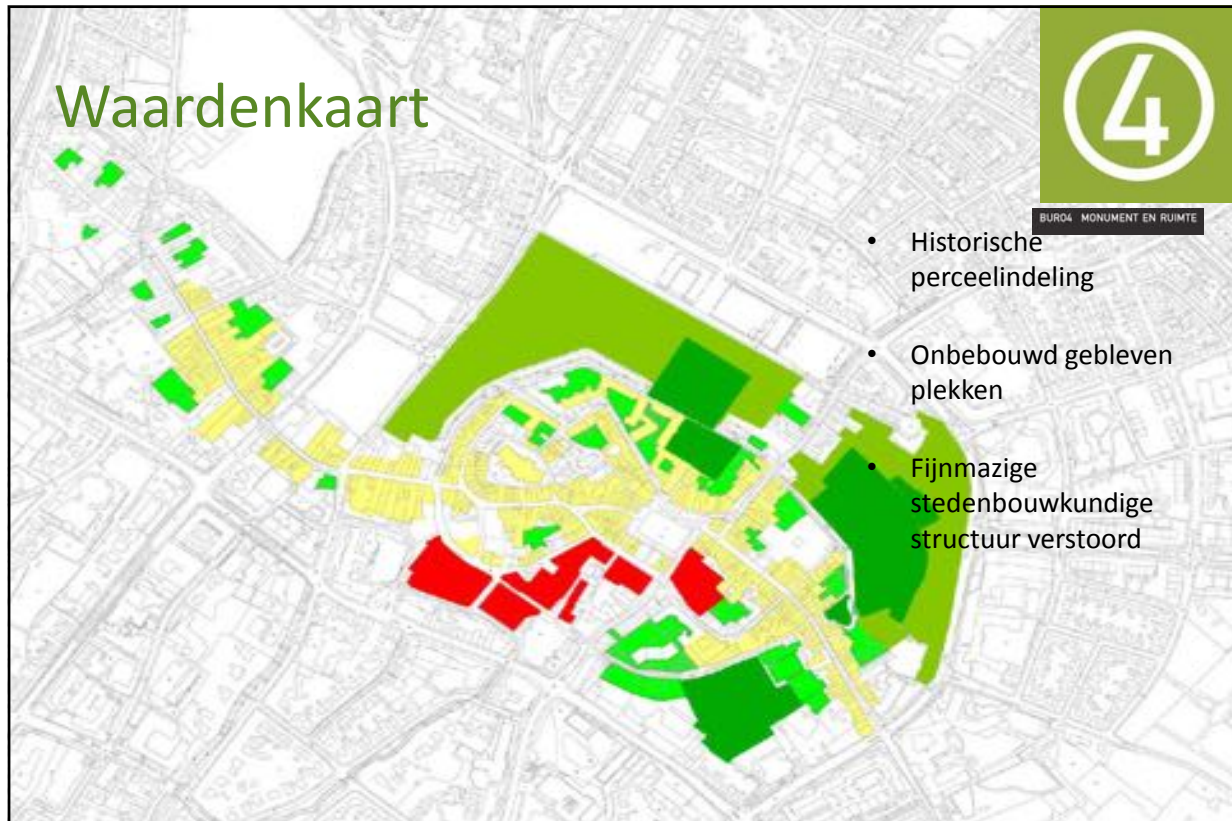 Waardenkaart
4
BURO4 MONUMENT EN RUIMTE
• Historische
perceelindeling
• Onbebouwd gebleven
plekken
• Fijnmazige
stedenbouwkundige
structuur verstoord